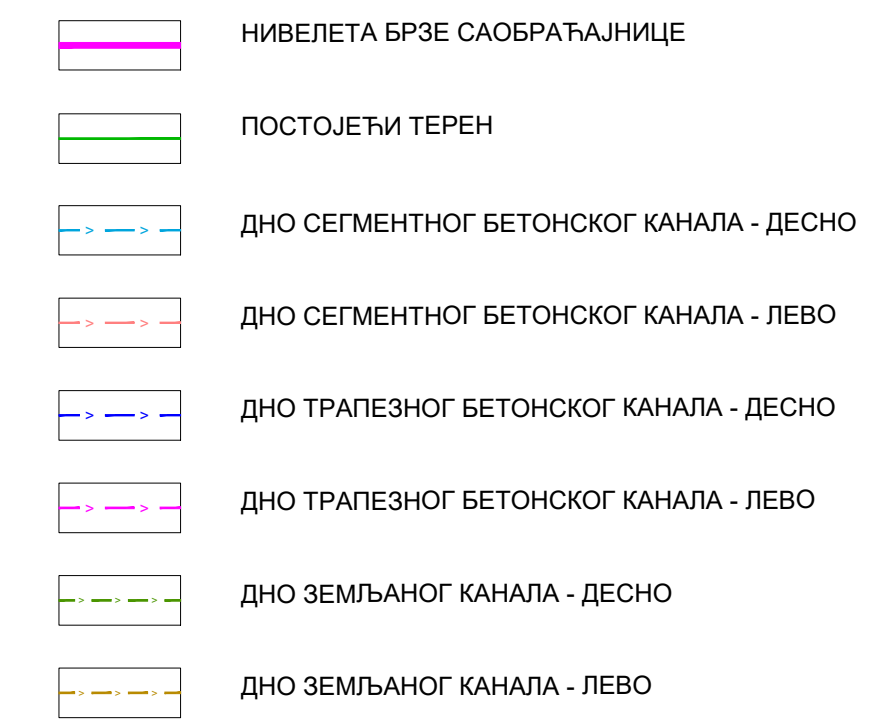 НИВЕЛЕТА БРЗЕ САОБРАЋАЈНИЦЕ
ПОСТОЈЕЋИ ТЕРЕН
ДНО СЕГМЕНТНОГ БЕТОНСКОГ КАНАЛА - ДЕСНО
ДНО СЕГМЕНТНОГ БЕТОНСКОГ КАНАЛА - ЛЕВО
ДНО ТРАПЕЗНОГ БЕТОНСКОГ КАНАЛА - ДЕСНО
ДНО ТРАПЕЗНОГ БЕТОНСКОГ КАНАЛА - ЛЕВО
ДНО ЗЕМЉАНОГ КАНАЛА - ДЕСНО
ДНО ЗЕМЉАНОГ КАНАЛА - ЛЕВО